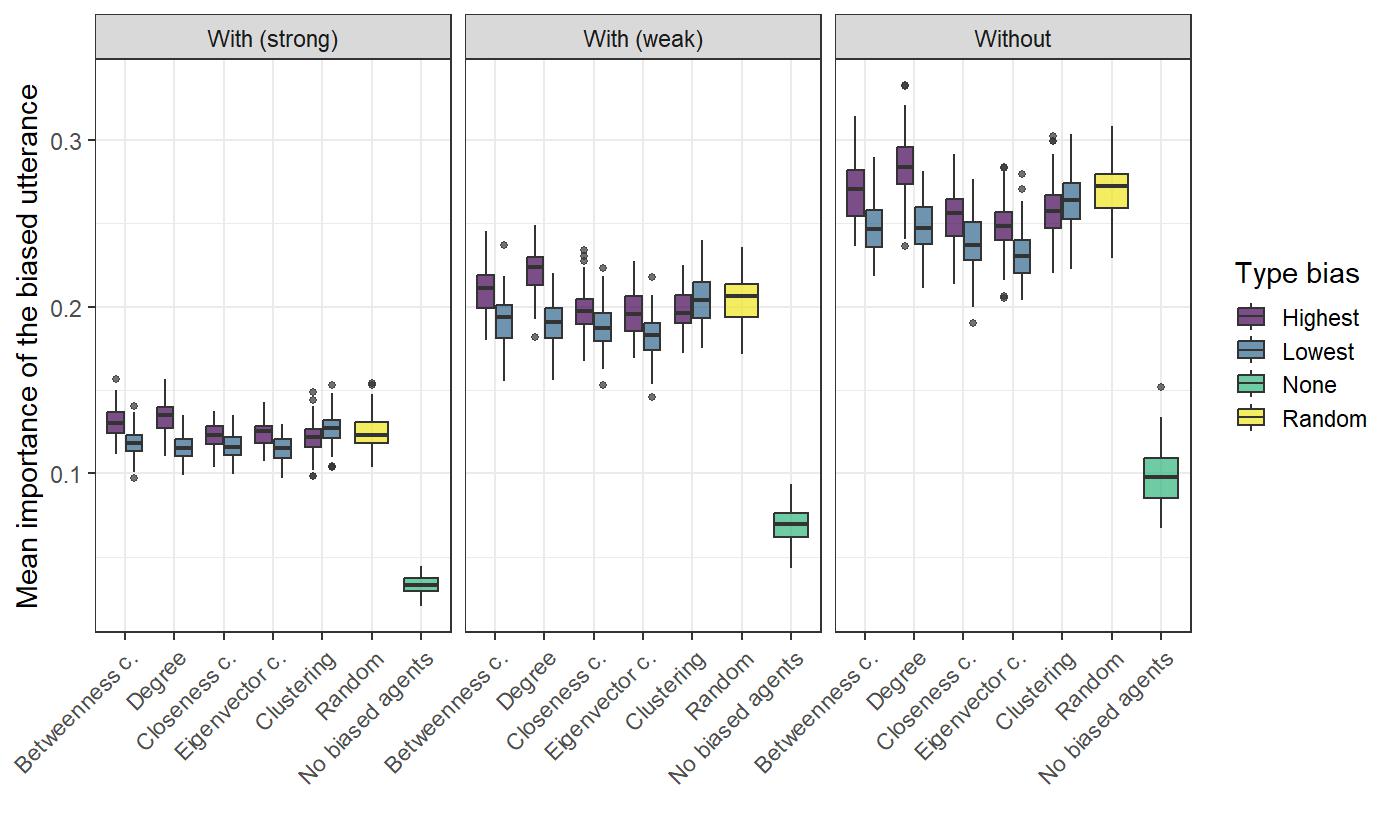 With (strong)
With (weak)
Without
Mean importance of the biased utterance
0.3
0.2
0.1
Betweenness c.
Degree
Closeness c.
Eigenvector c.
Clustering
Random
No biased agents
Betweenness c.
Degree
Closeness c.
Eigenvector c.
Clustering
Random
No biased agents
Betweenness c.
Degree
Closeness c.
Eigenvector c.
Clustering
Random
No biased agents
Type bias
Highest
Lowest
None
Random